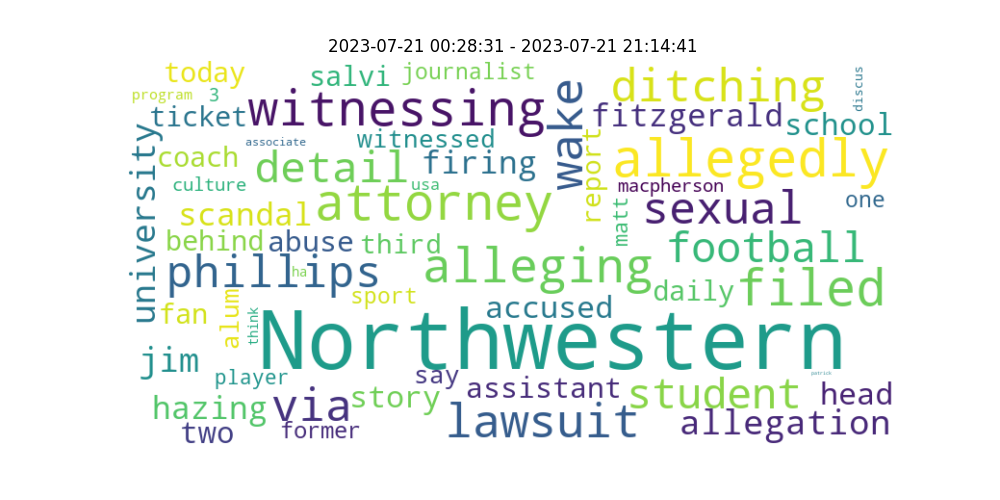 2023-07-21 00:28:31 - 2023-07-21 21:14:41
today salvi journalist ditching discus
program 3 witnessing wake fitzgerald school
ticket witnessed report allegedly
university associate detail firing
coach culture usa macpherson one
scandal attorney matt sexual
behind abuse third football
phillips ha alleging daily filed
fan alum sport accused
think Northwestern
jim player say patrick
hazing via story assistant student head
two former lawsuit allegation